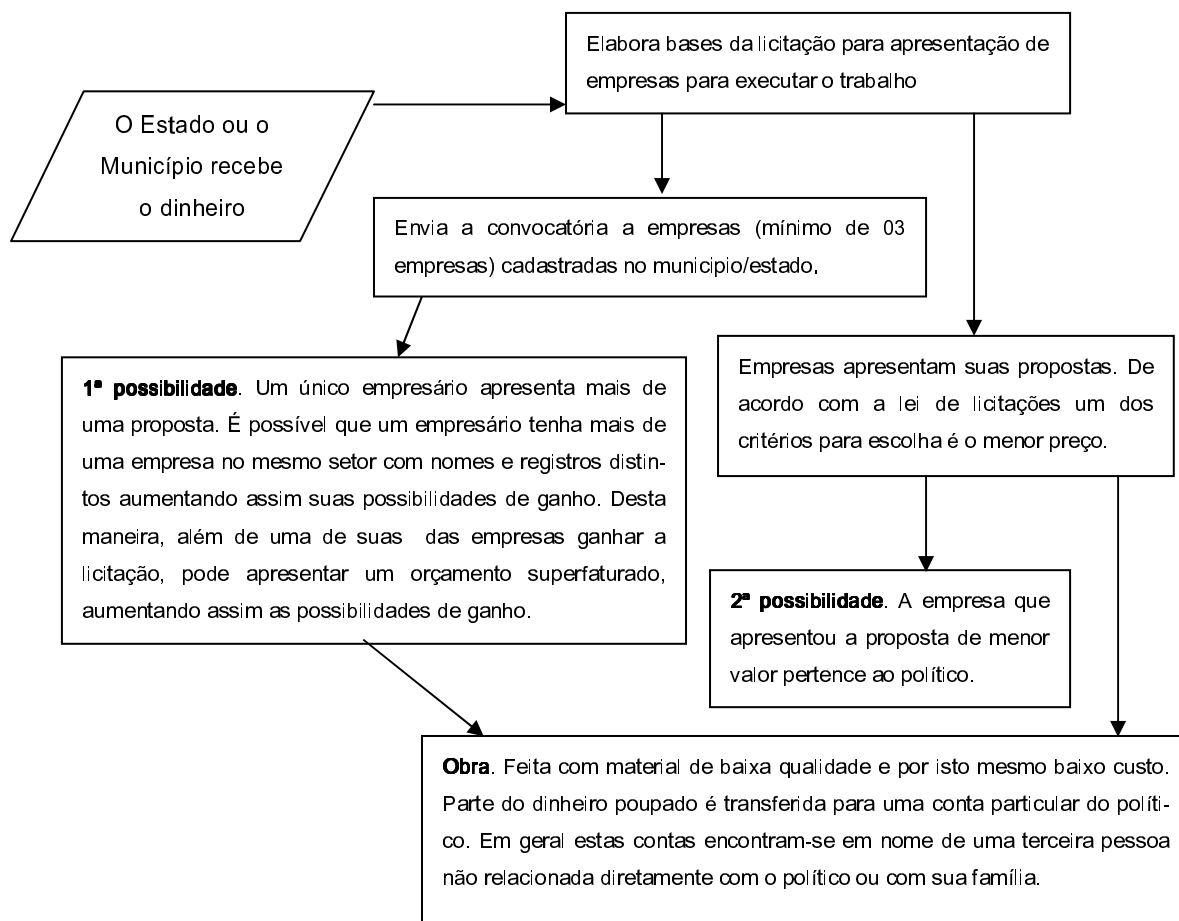 Elabora bases da licitação para apresentação de
empresas para executar o trabalho
O Estado ou o
Município recebe
o dinheiro
Envia a convocatória a empresas (mínimo de 03
empresas) cadastradas no municipio/estado.
1ª possibilidade. Um único empresário apresenta mais de
uma proposta. É possível que um empresário tenha mais de
uma empresa no mesmo setor com nomes e registros distin-
tos aumentando assim suas possibilidades de ganho. Desta
maneira, além de uma de suas das empresas ganhar a
licitação, pode apresentar um orçamento superfaturado,
aumentando assim as possibilidades de ganho.
Empresas apresentam suas propostas. De
acordo com a lei de licitações um dos
critérios para escolha é o menor preço.
2ª possibilidade. A empresa que
apresentou a proposta de menor
valor pertence ao político.
Obra. Feita com material de baixa qualidade e por isto mesmo baixo custo.
Parte do dinheiro poupado é transferida para uma conta particular do políti-
co. Em geral estas contas encontram-se em nome de uma terceira pessoa
não relacionada diretamente com o político ou com sua família.